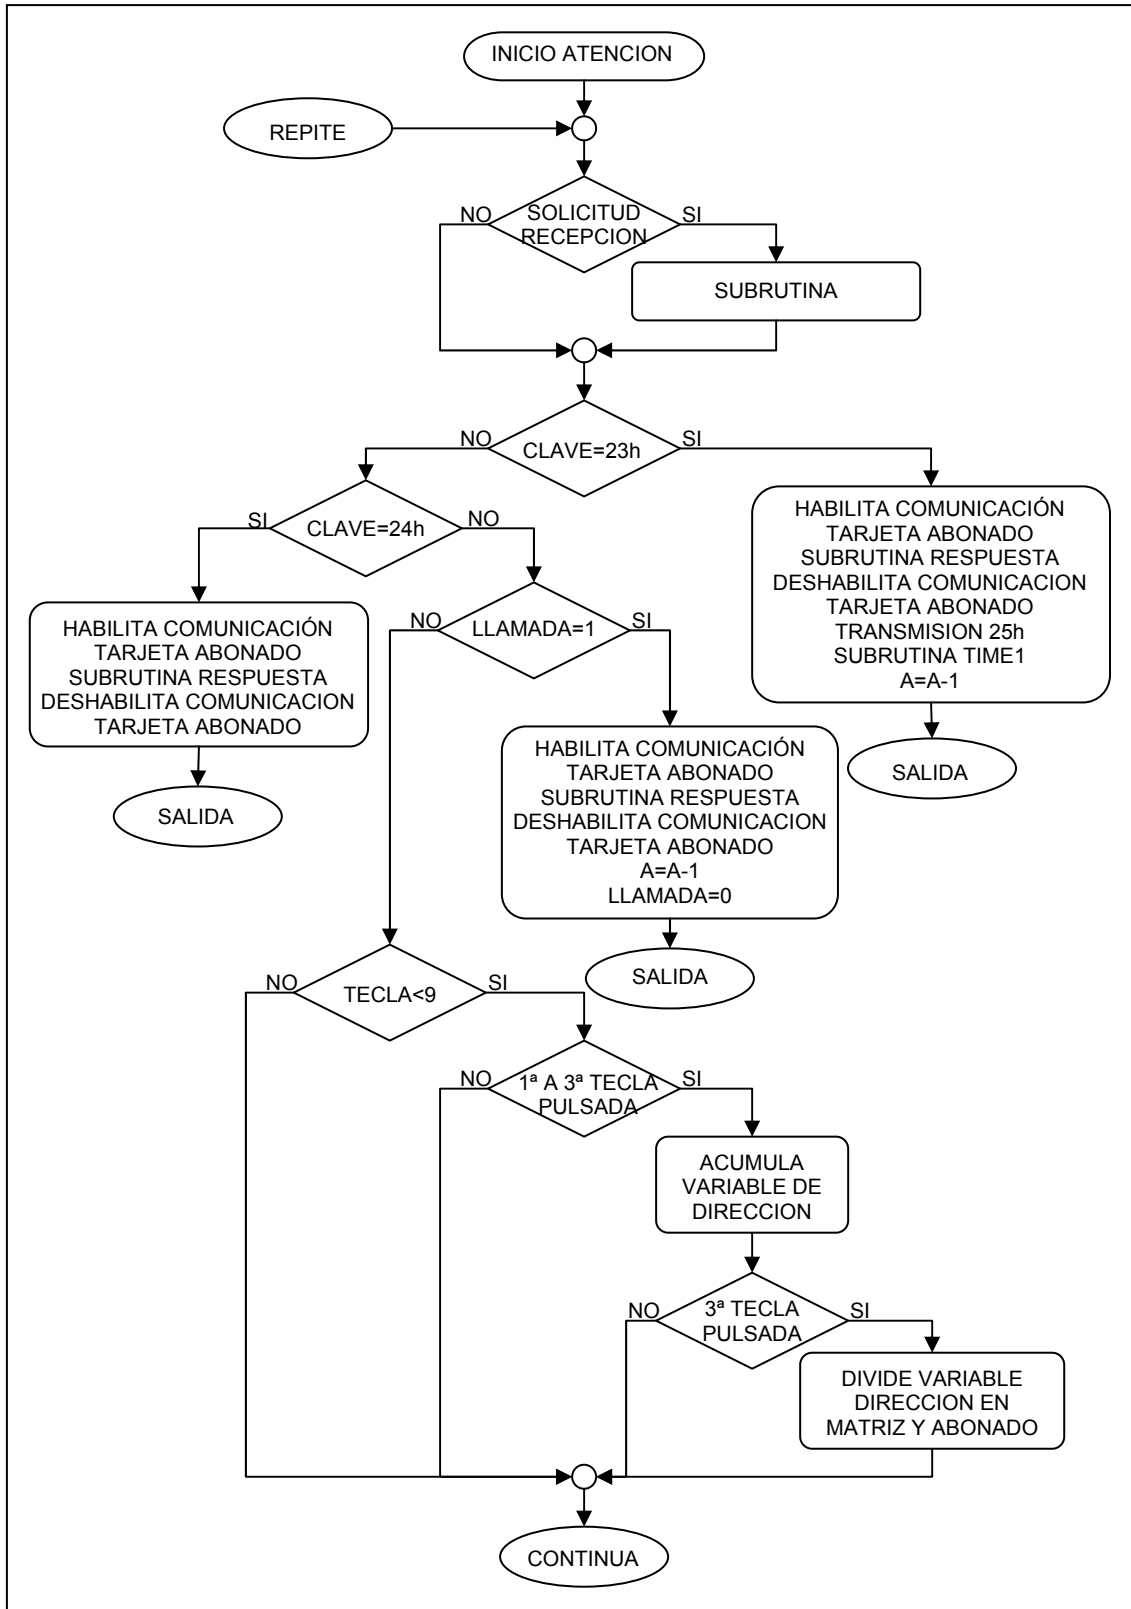 INICIO ATENCION
REPITE
SOLICITUD
RECEPCION
NO
SI
SUBRUTINA
CLAVE=23h
NO
SI
CLAVE=24h
SI
NO
HABILITA COMUNICACIÓN
TARJETA ABONADO
SUBRUTINA RESPUESTA
DESHABILITA COMUNICACION
TARJETA ABONADO
TRANSMISION 25h
SUBRUTINA TIME1
A=A-1
SALIDA
HABILITA COMUNICACIÓN
TARJETA ABONADO
SUBRUTINA RESPUESTA
DESHABILITA COMUNICACION
TARJETA ABONADO
SALIDA
LLAMADA=1
NO
SI
HABILITA COMUNICACIÓN
TARJETA ABONADO
SUBRUTINA RESPUESTA
DESHABILITA COMUNICACION
TARJETA ABONADO
A=A-1
LLAMADA=0
SALIDA
TECLA<9
NO
SI
1ª A 3ª TECLA
PULSADA
NO
SI
ACUMULA
VARIABLE DE
DIRECCION
3ª TECLA
PULSADA
NO
SI
DIVIDE VARIABLE
DIRECCION EN
MATRIZ Y ABONADO
CONTINUA